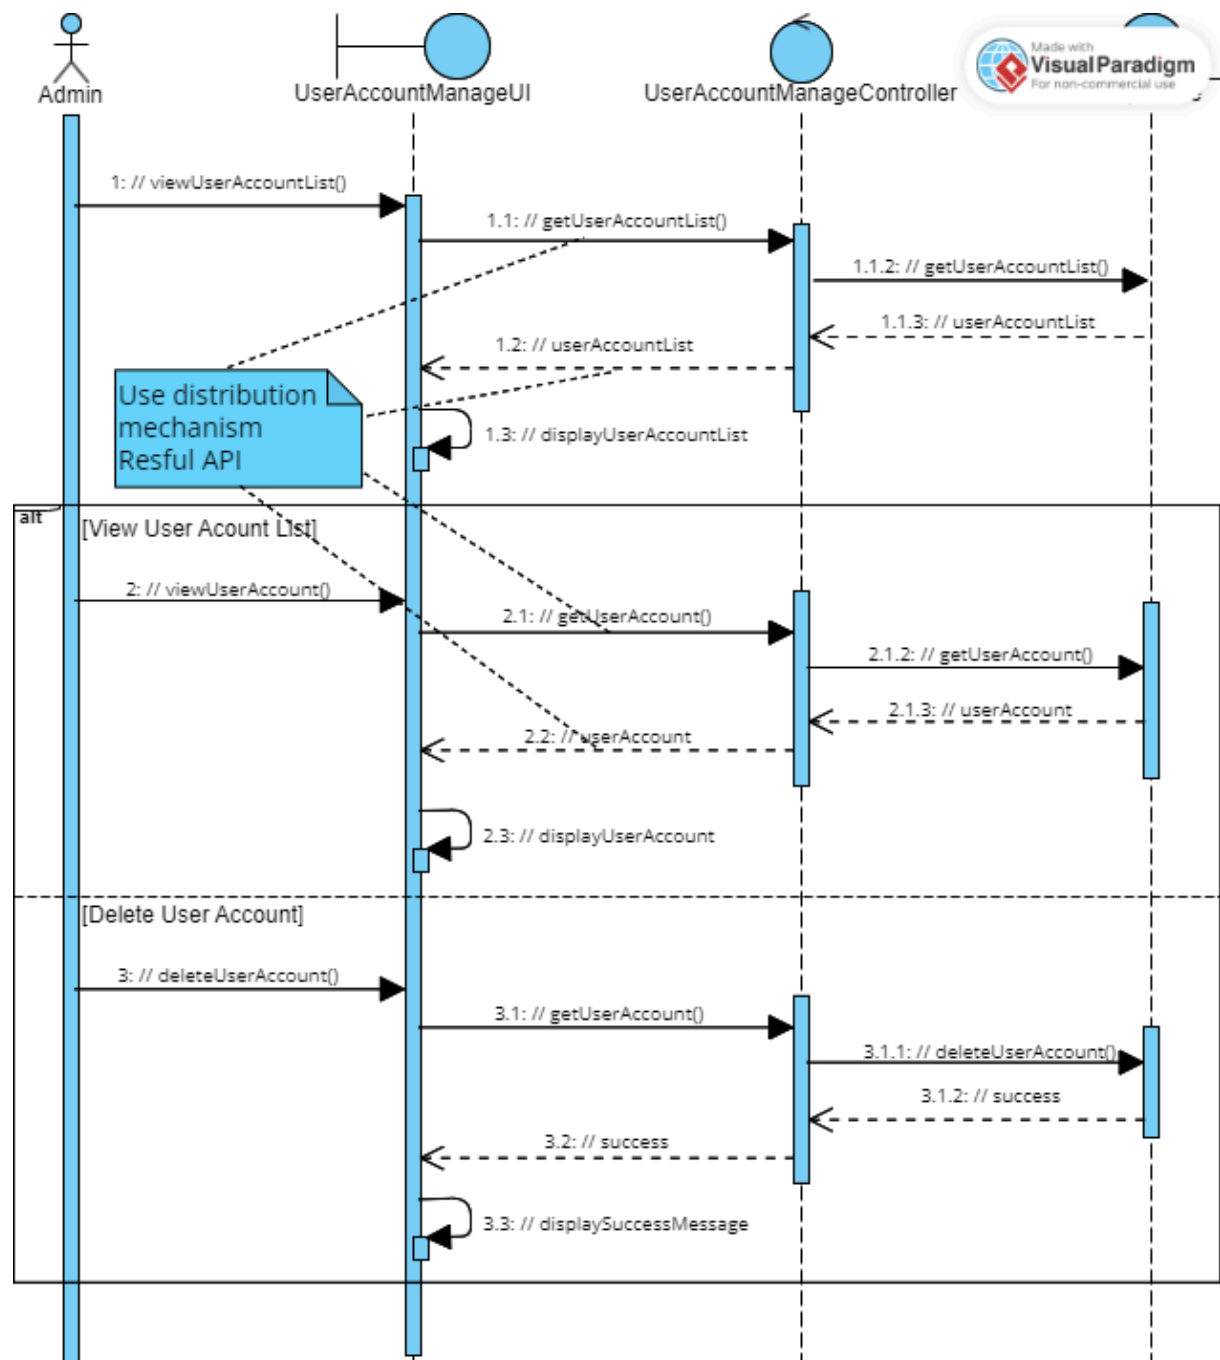 Made with
Visual Paradigm
For non-commercial use
Admin
UserAccountManageUI
UserAccountManageController
1: // viewUserAccountList()
1.1: // getUserAccountList()
1.1.2: // getUserAccountList()
1.1.3: // userAccountList
1.2: // userAccountList
Use distribution
mechanism
Resful API
1.3: // displayUserAccountList
alt
[View User Acount List]
2: // viewUserAccount()
2.1: // getUserAccount()
2.1.2: // getUserAccount()
2.1.3: // userAccount
2.2: // userAccount
2.3: // displayUserAccount
[Delete User Account]
3: // deleteUserAccount()
3.1: // getUserAccount()
3.1.1: // deleteUserAccount()
3.1.2: // success
3.2: // success
3.3: // displaySuccessMessage